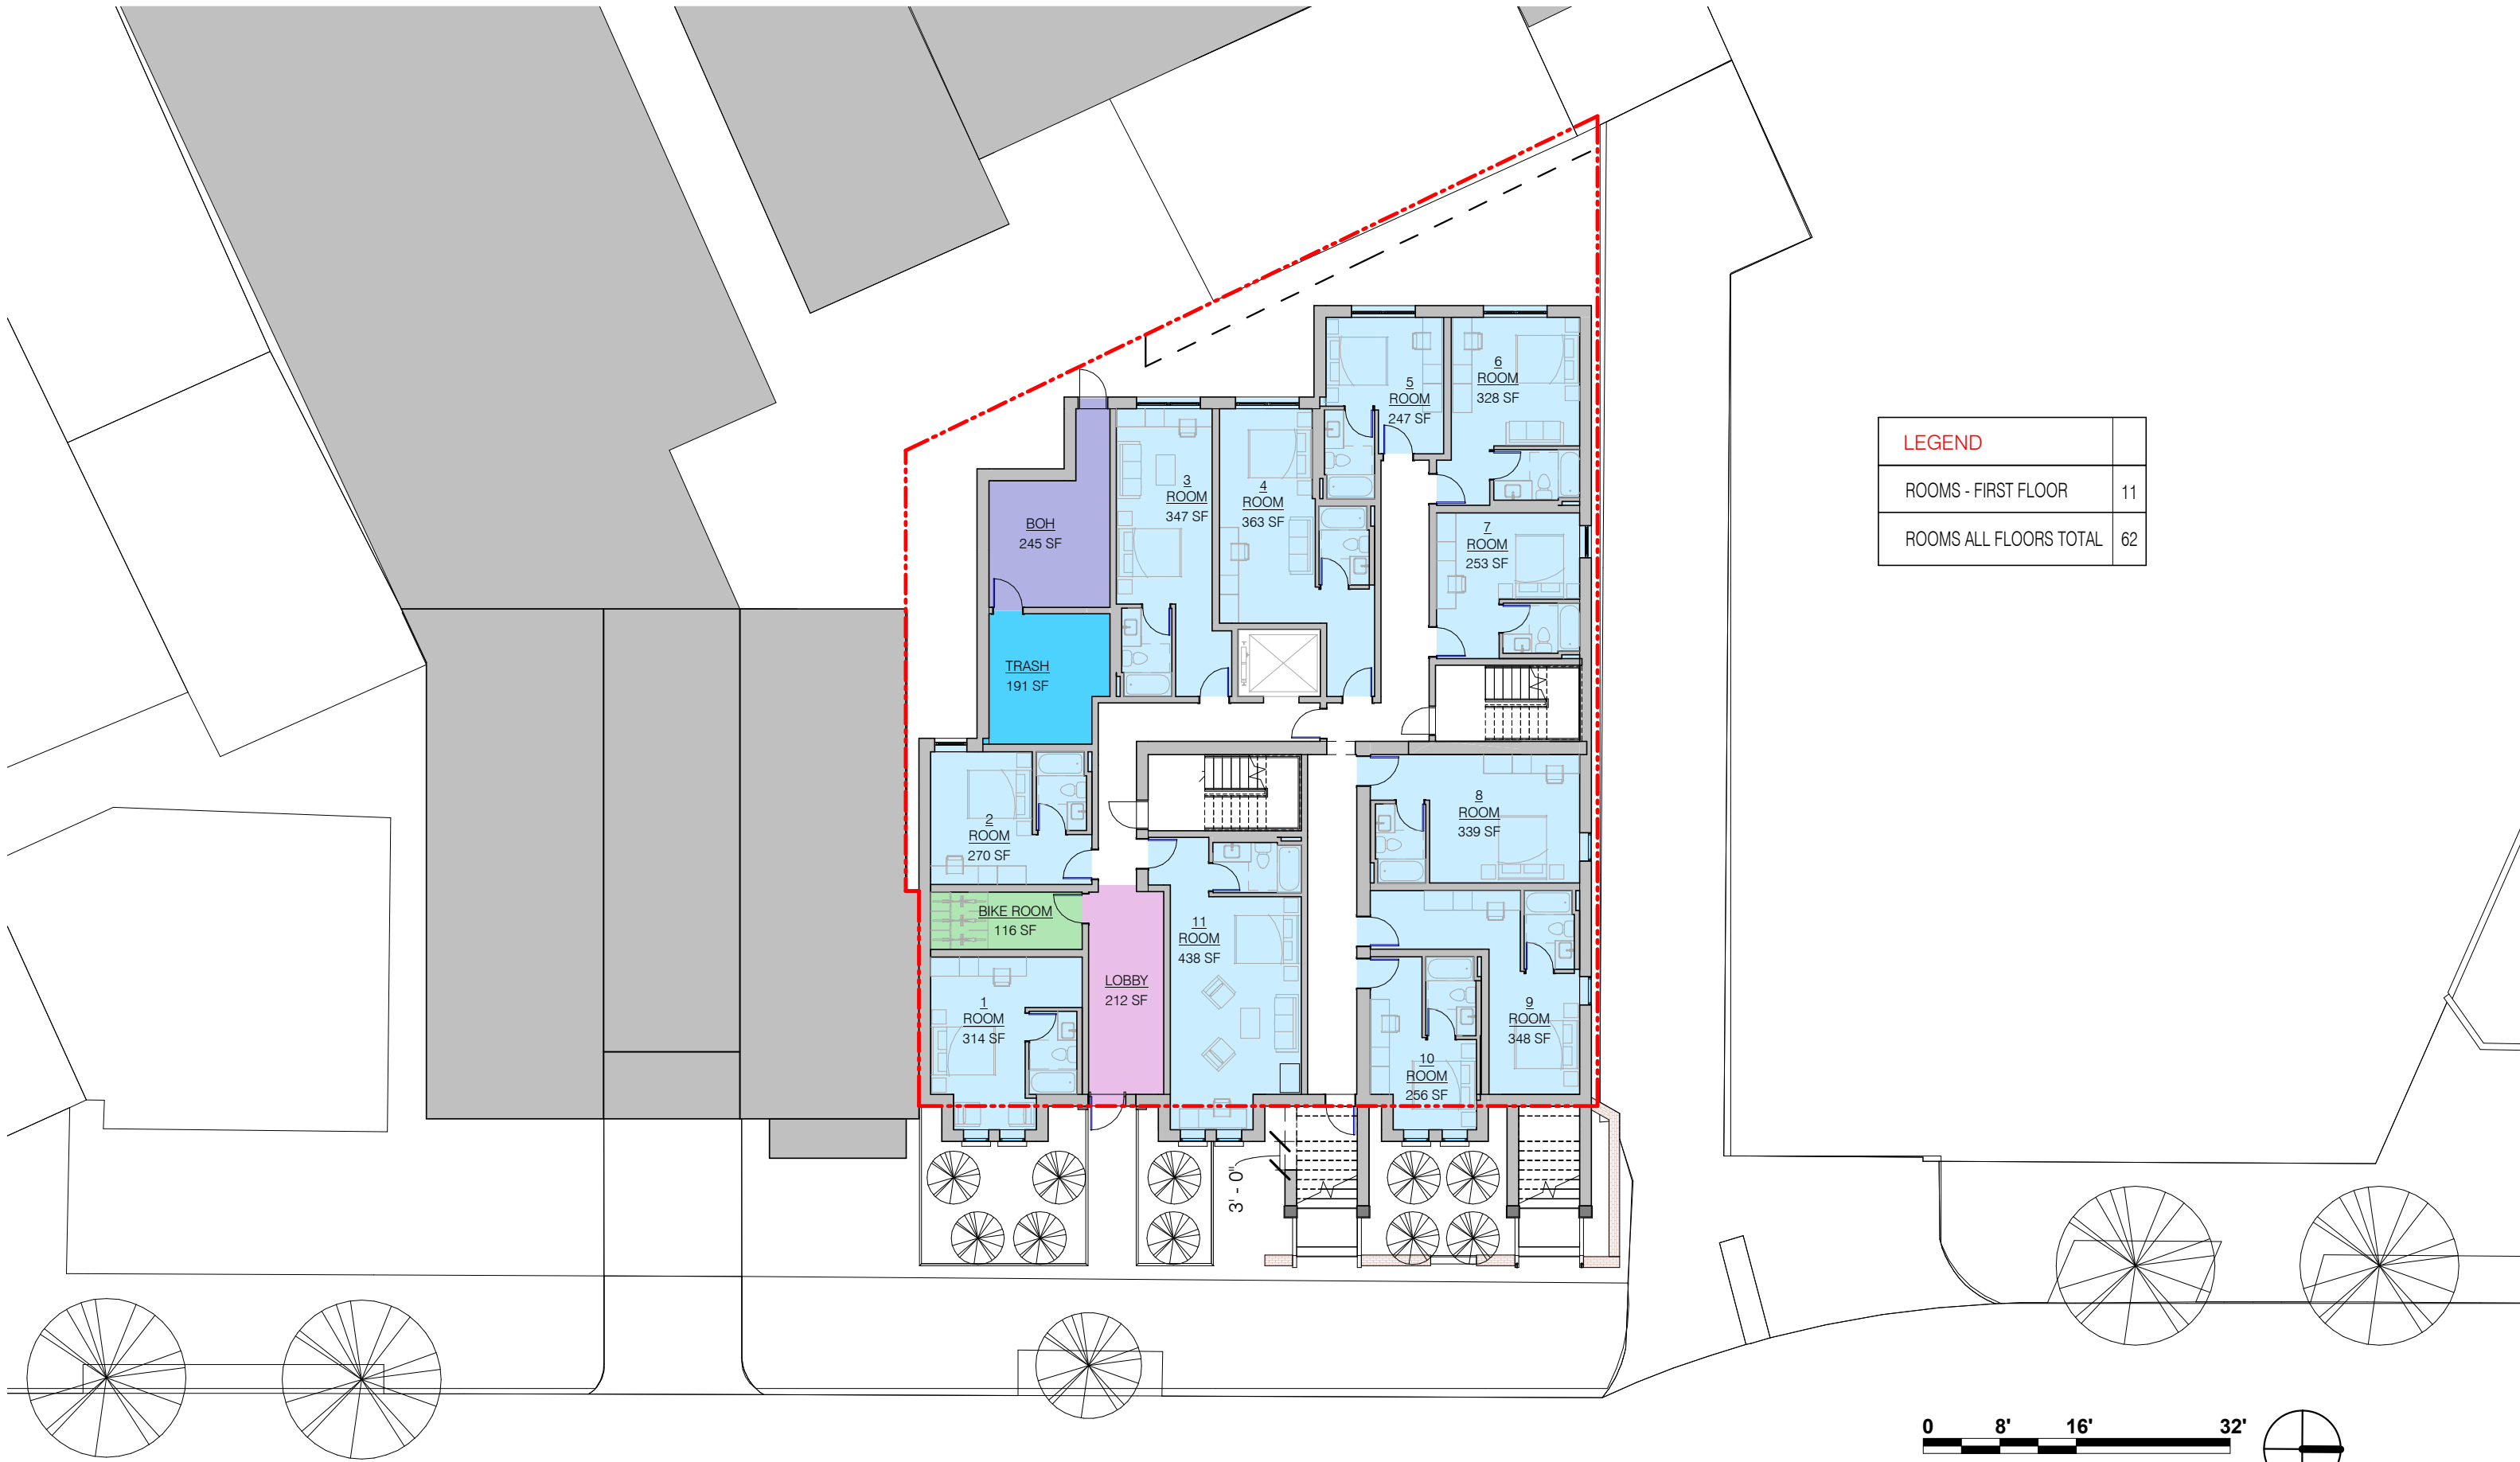 5
ROOM
247 SF
6
ROOM
328 SF
LEGEND
ROOMS - FIRST FLOOR 11
ROOMS ALL FLOORS TOTAL 62
BOH
245 SF
3
ROOM
347 SF
4
ROOM
363 SF
7
ROOM
253 SF
TRASH
191 SF
2
ROOM
270 SF
8
ROOM
339 SF
BIKE ROOM
116 SF
11
ROOM
438 SF
LOBBY
212 SF
1
ROOM
314 SF
9
ROOM
348 SF
10
ROOM
256 SF
3' - 0"
0 8' 16' 32'